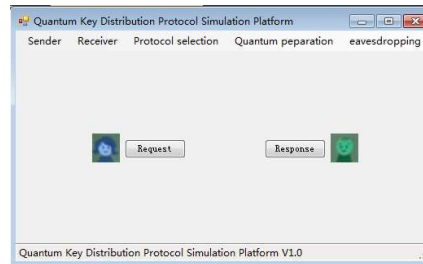 Quantum Key Distribution Protocol Simulation Platform
Sender Receiver Protocol selection Quantum peparation eavesdropping
Request Response
Quantum Key Distribution Protocol Simulation Platform V1.0